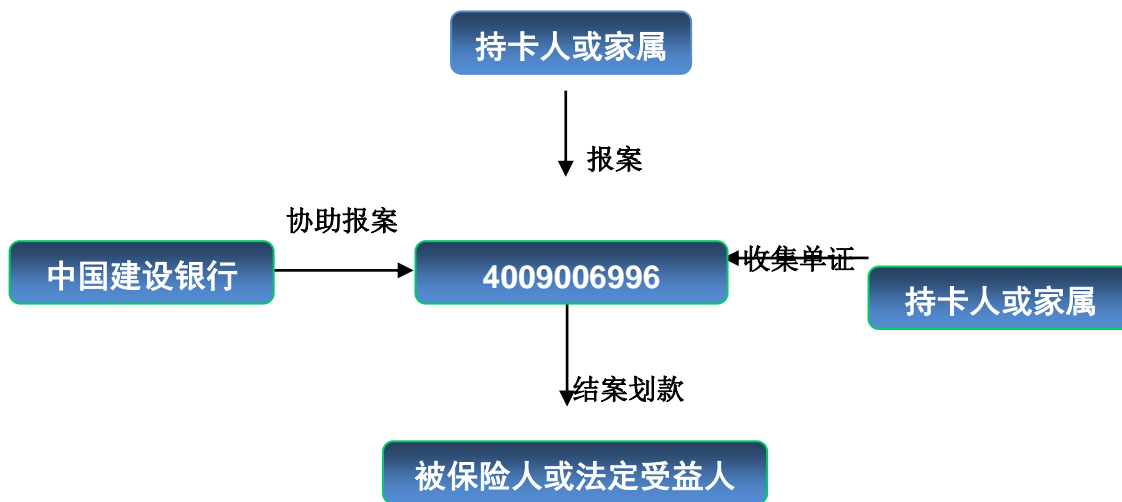 持卡人或家属
报案
协助报案
中国建设银行
4009006996
收集单证
持卡人或家属
结案划款
被保险人或法定受益人